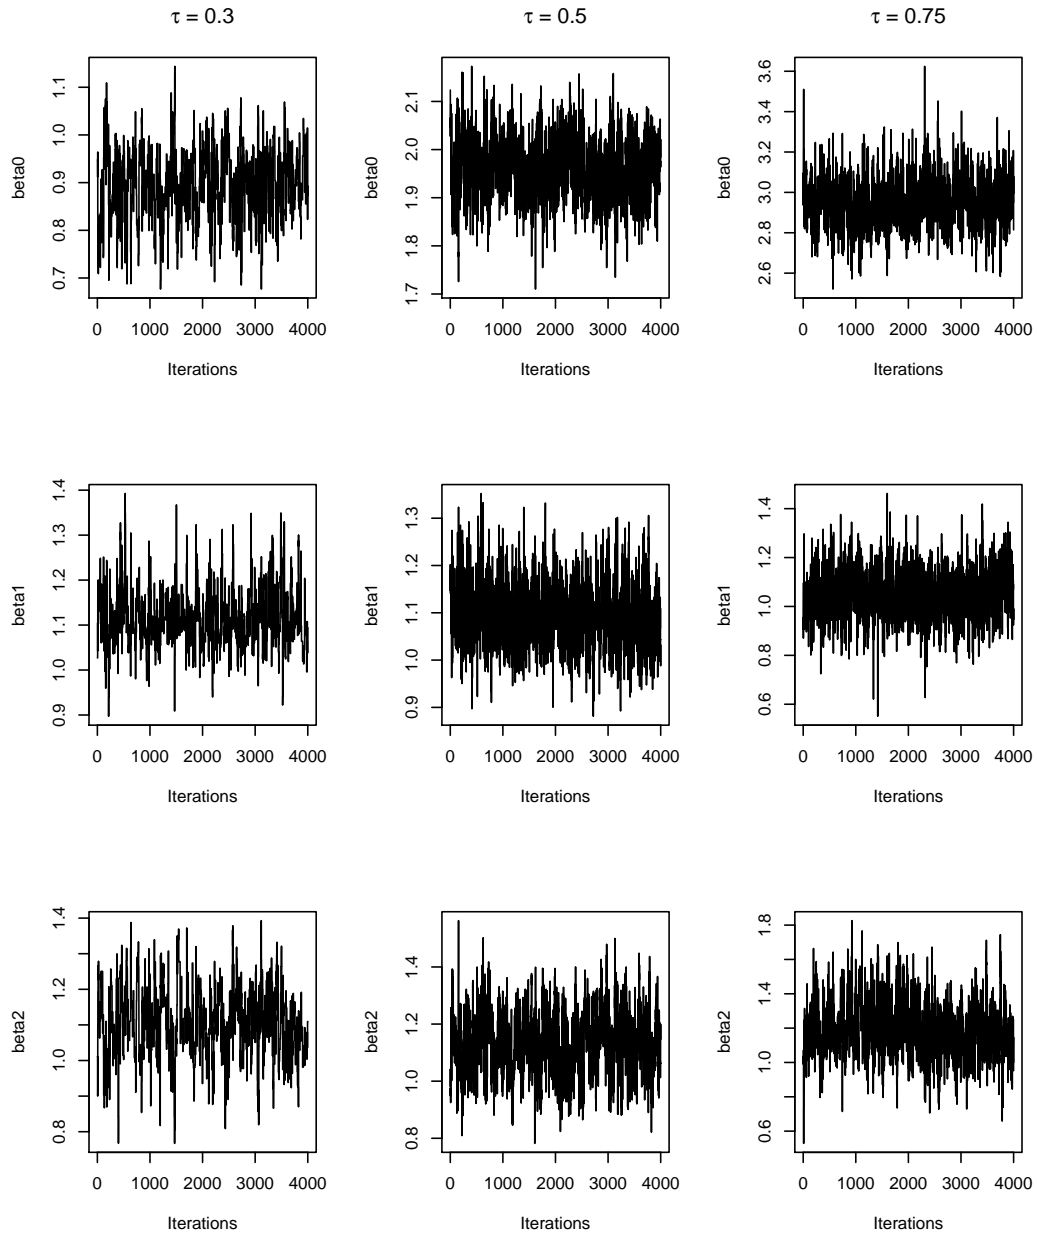 τ = 0.3 τ = 0.5 τ = 0.75
beta0
0.7 0.8 0.9 1.0 1.1
0 1000 2000 3000 4000
Iterations
beta0
1.7 1.8 1.9 2.0 2.1
0 1000 2000 3000 4000
Iterations
beta0
2.6 2.8 3.0 3.2 3.4 3.6
0 1000 2000 3000 4000
Iterations
beta1
0.9 1.0 1.1 1.2 1.3 1.4
0 1000 2000 3000 4000
Iterations
beta1
0.9 1.0 1.1 1.2 1.3
0 1000 2000 3000 4000
Iterations
beta1
0.6 0.8 1.0 1.2 1.4
0 1000 2000 3000 4000
Iterations
beta2
0.8 1.0 1.2 1.4
0 1000 2000 3000 4000
Iterations
beta2
0.8 1.0 1.2 1.4
0 1000 2000 3000 4000
Iterations
beta2
0.6 1.0 1.4 1.8
0 1000 2000 3000 4000
Iterations